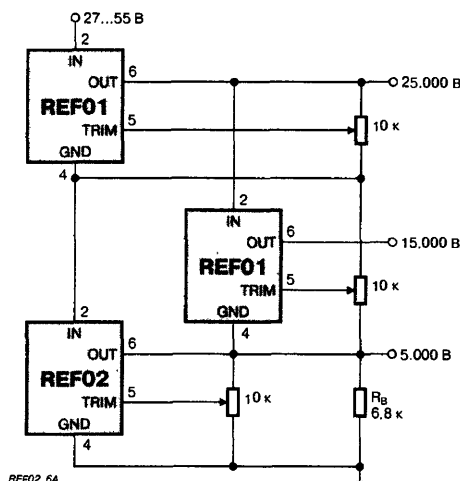 27...55 В
2
IN
OUT 6
25.000 В
REF01
TRIM 5
10 к
GND
4
2
IN
OUT 6
15,000 В
REF01
TRIM 5
10 к
2
4
IN
OUT 6
5.000 В
REF02
TRIM 5
10 к
R_B
6,8 к
GND
4
REF02_6A